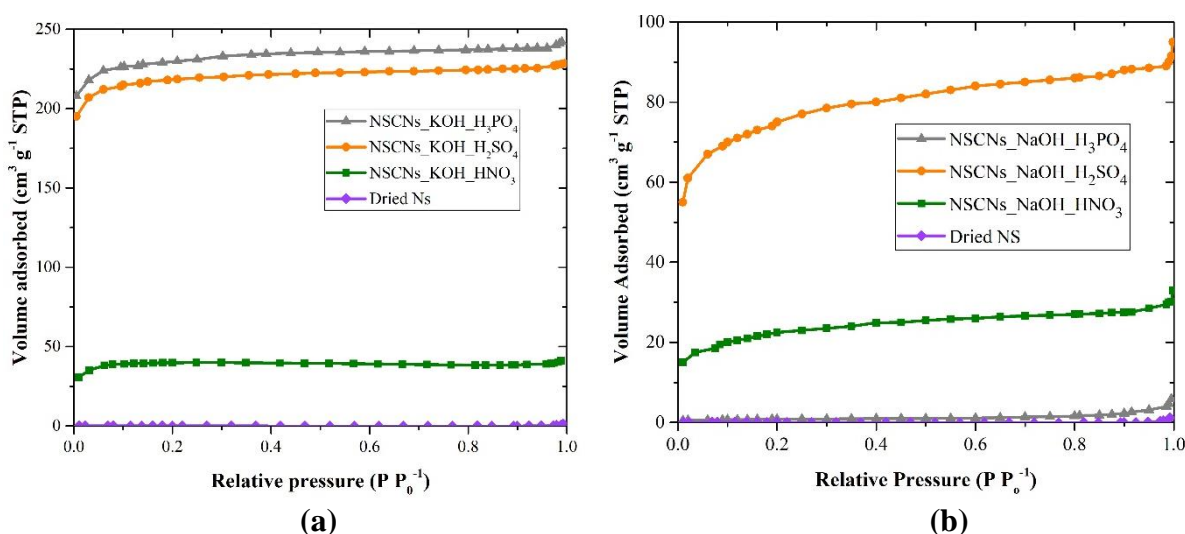 250
200
150
100
50
0
Volume adsorbed (cm³ g⁻¹ STP)
NSCNs_KOH_H₃PO₄
NSCNs_KOH_H₂SO₄
NSCNs_KOH_HNO₃
Dried Ns
0.0 0.2 0.4 0.6 0.8 1.0
Relative pressure (P P₀⁻¹)
(a)
100
80
60
40
20
0
Volume Adsorbed (cm³ g⁻¹ STP)
NSCNs_NaOH_H₃PO₄
NSCNs_NaOH_H₂SO₄
NSCNs_NaOH_HNO₃
Dried NS
0.0 0.2 0.4 0.6 0.8 1.0
Relative Pressure (P Pₒ⁻¹)
(b)